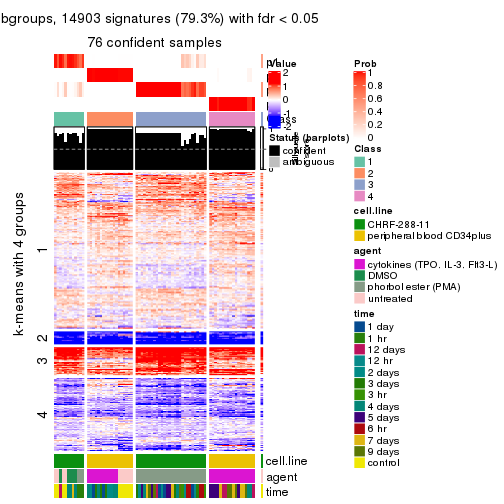 bgroups, 14903 signatures (79.3%) with fdr < 0.05
76 confident samples
k-means with 4 groups
1
2
3
4
Value
2
1
0
-1
-2
Status (barplots)
confident
ambiguous
Prob
1
0.8
0.6
0.4
0.2
0
Class
1
2
3
4
cell.line
CHRF-288-11
peripheral blood CD34plus
agent
cytokines (TPO, IL-3, Flt3-L)
DMSO
phorbol ester (PMA)
untreated
time
1 day
1 hr
12 days
12 hr
2 days
3 days
3 hr
4 days
5 days
6 hr
7 days
9 days
control
cell.line
agent
time